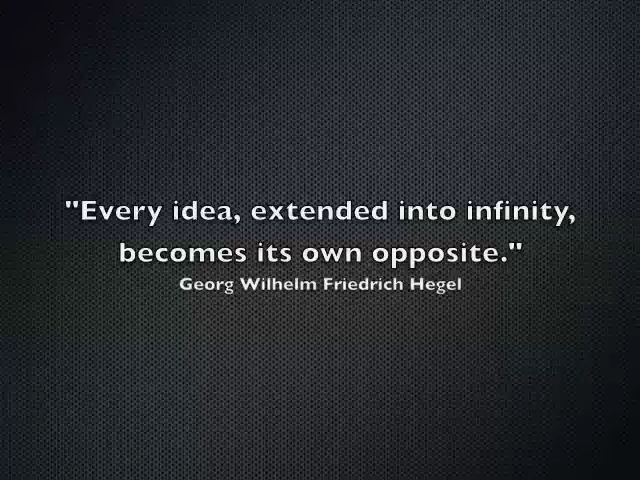 "Every idea, extended into infinity,
becomes its own opposite."
Georg Wilhelm Friedrich Hegel